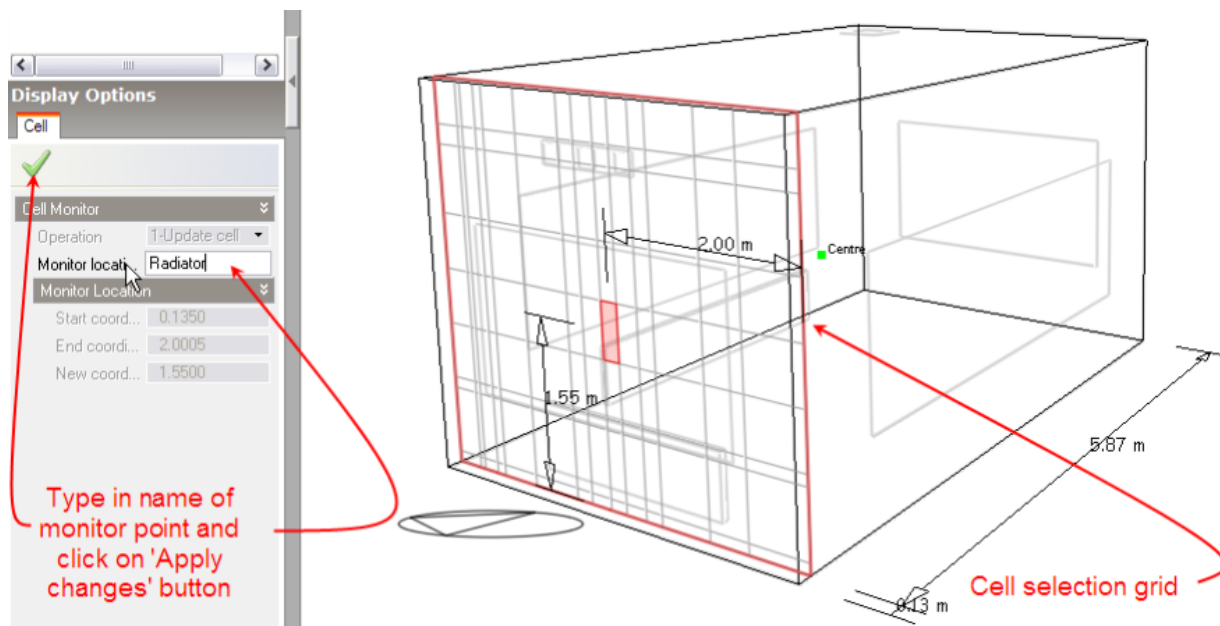 Display Options
Cell
Cell Monitor
Operation 1-Update cell
Monitor locati... Radiator
Monitor Location
Start coord... 0.1350
End coordi... 2.0005
New coord... 1.5500
Type in name of
monitor point and
click on 'Apply
changes' button
2.00 m
Centre
1.55 m
5.87 m
0.13 m
Cell selection grid